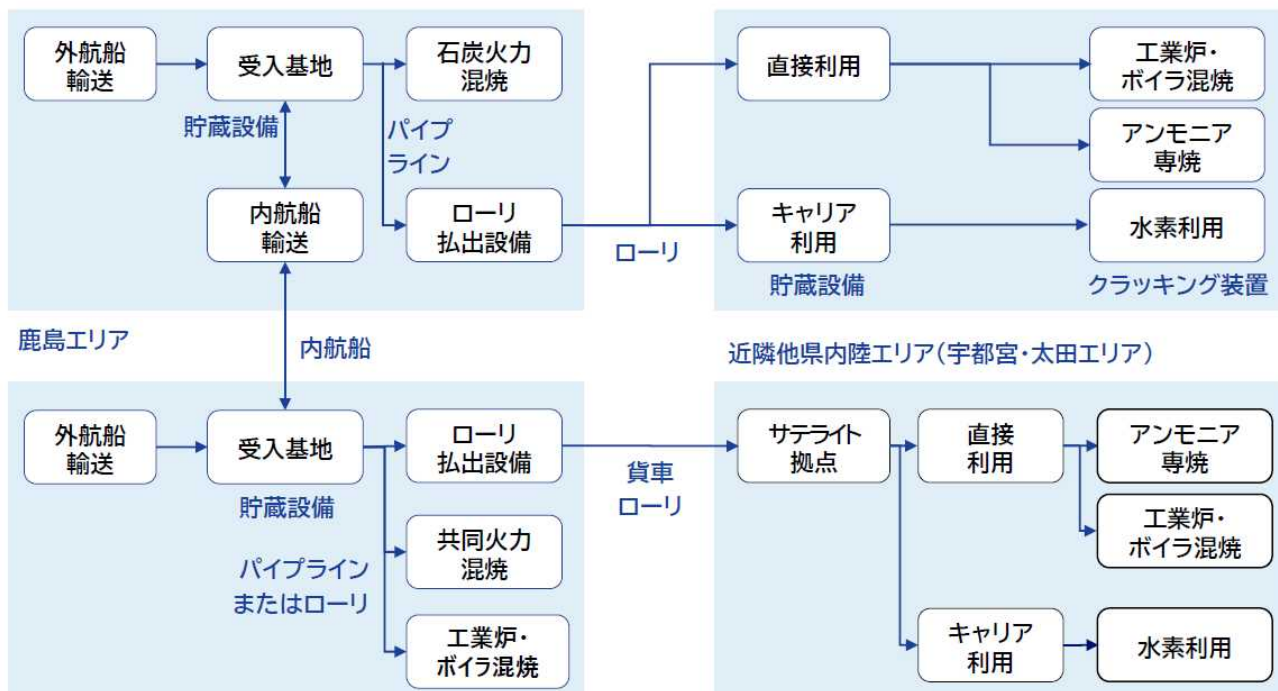 外航船
輸送
受入基地
石炭火力
混焼
貯蔵設備
パイプ
ライン
内航船
輸送
ローリ
払出設備
ローリ
直接利用
工業炉・
ボイラ混焼
アンモニア
専焼
キャリア
利用
水素利用
貯蔵設備
クラッキング装置
鹿島エリア
内航船
近隣他県内陸エリア（宇都宮・太田エリア）
外航船
輸送
受入基地
ローリ
払出設備
貯蔵設備
共同火力
混焼
パイプライン
またはローリ
工業炉・
ボイラ混焼
貨車
ローリ
サテライト
拠点
直接
利用
アンモニア
専焼
工業炉・
ボイラ混焼
キャリア
利用
水素利用